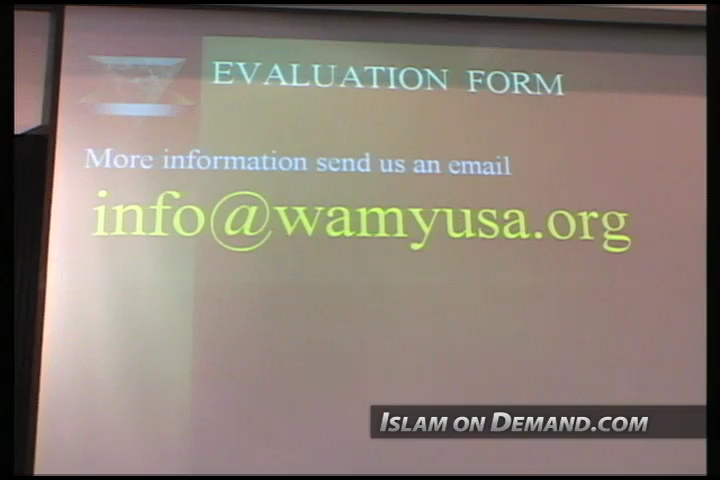 EVALUATION FORM
More information send us an email
info@wamyusa.org
ISLAM ON DEMAND.COM